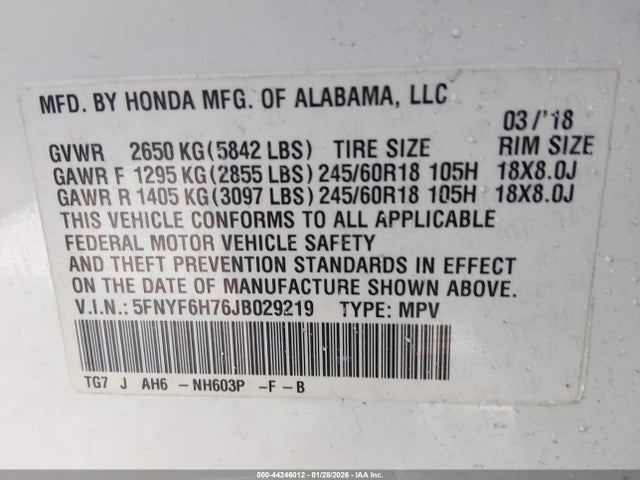 MFD. BY HONDA MFG. OF ALABAMA, LLC
03/'18
GVWR 2650 KG(5842 LBS) TIRE SIZE RIM SIZE
GAWR F 1295 KG(2855 LBS)245/60R18 105H 18X8.0J
GAWR R 1405 KG(3097 LBS)245/60R18 105H 18X8.0J
THIS VEHICLE CONFORMS TO ALL APPLICABLE
FEDERAL MOTOR VEHICLE SAFETY
AND THEFT PREVENTION STANDARDS IN EFFECT
ON THE DATE OF MANUFACTURE SHOWN ABOVE.
V.I.N.: 5FNYF6H76JB029219 TYPE: MPV
TG7 J AH6 -NH603P -F-B
000-44246012 | 01/28/2026 - Copyright © IAA Inc.